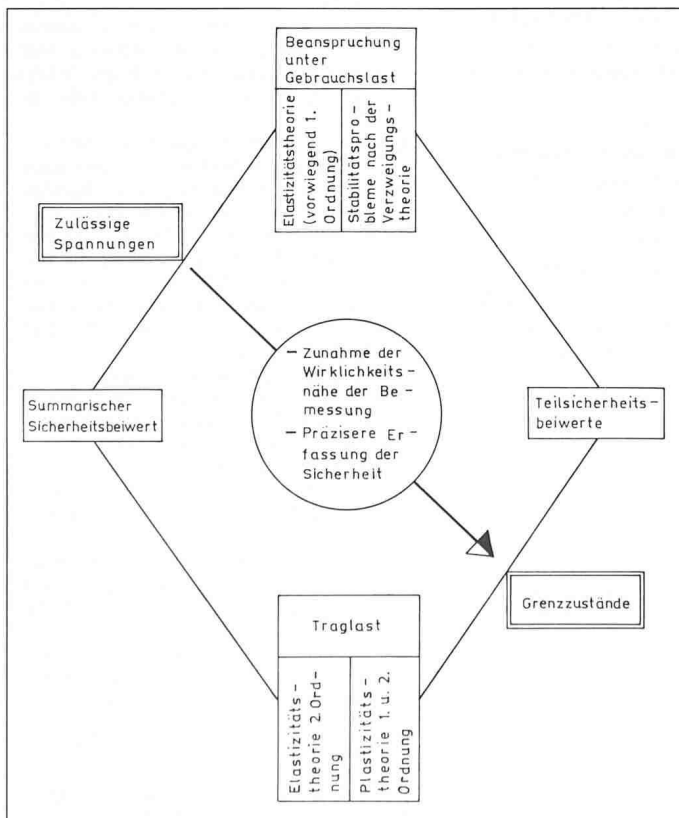 Beanspruchung
unter
Gebrauchslast
Elastizitätstheorie
(vorwiegend 1.
Ordnung)
Stabilitätspro-
bleme nach der
Verzweigungs-
theorie
Zulässige
Spannungen
– Zunahme der
Wirklichkeits-
nähe der Be-
messung
– Präzisere Er-
fassung der
Sicherheit
Summarischer
Sicherheitsbeiwert
Teilsicherheits-
beiwerte
Grenzzustände
Traglast
Elastizitäts-
theorie 2.Ord-
nung
Plastizitäts-
theorie 1. u. 2.
Ordnung